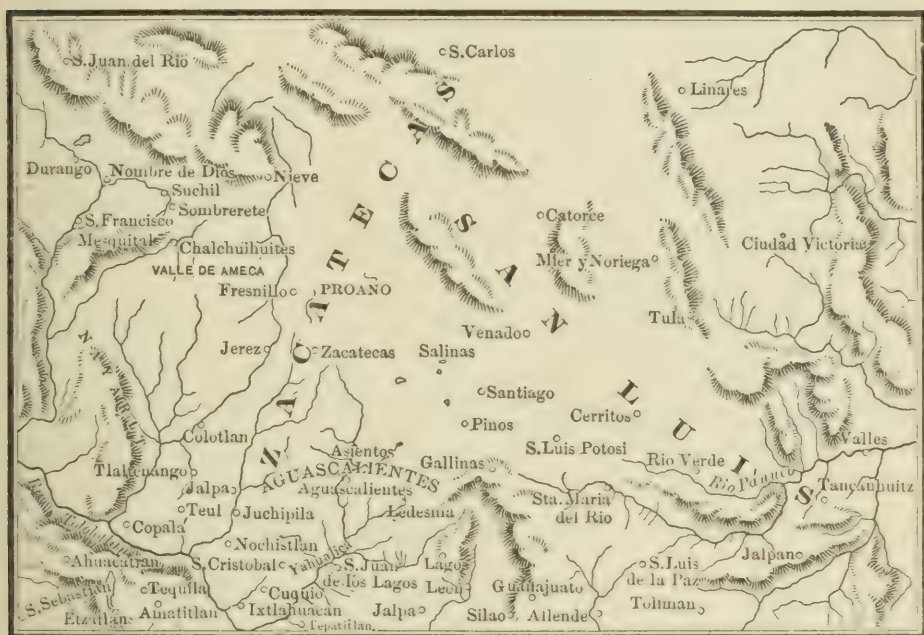 S. Juan del Rio
S. Carlos
Linares
Durango
Nombre de Dios
Nieve
Suchil
Sombrerete
S. Francisco
Mesquital
Chalchuihuites
VALLE DE AMECA
Catorce
Ciudad Victoria
Mier y Noriega
Fresnillo
PROAÑO
Venado
Tula
Jerez
Zacatecas
Salinas
ZACATECAS
SAN LUIS
NAYARIT
Santiago
Cerritos
Pinos
S. Luis Potosi
Valles
Colotlan
Asientos
Gallinas
Rio Verde
Rio Pánuco
Tlaltenango
AGUASCALIENTES
Jalpa
Aguascalientes
Tancanhuitz
Teul
Juchipila
Ledesma
Sta. Maria
del Rio
Copala
Nochistlan
Ahuacatlan
S. Cristobal
Yahualica
S. Juan
de los Lagos
Lagos
S. Luis
de la Paz
Jalpan
S. Sebastian
Tequila
Cuquio
Leon
Guanajuato
Etzatlan
Amatitlan
Ixtlahuacan
Jalpa
Silao
Allende
Toliman
Tepatitlan